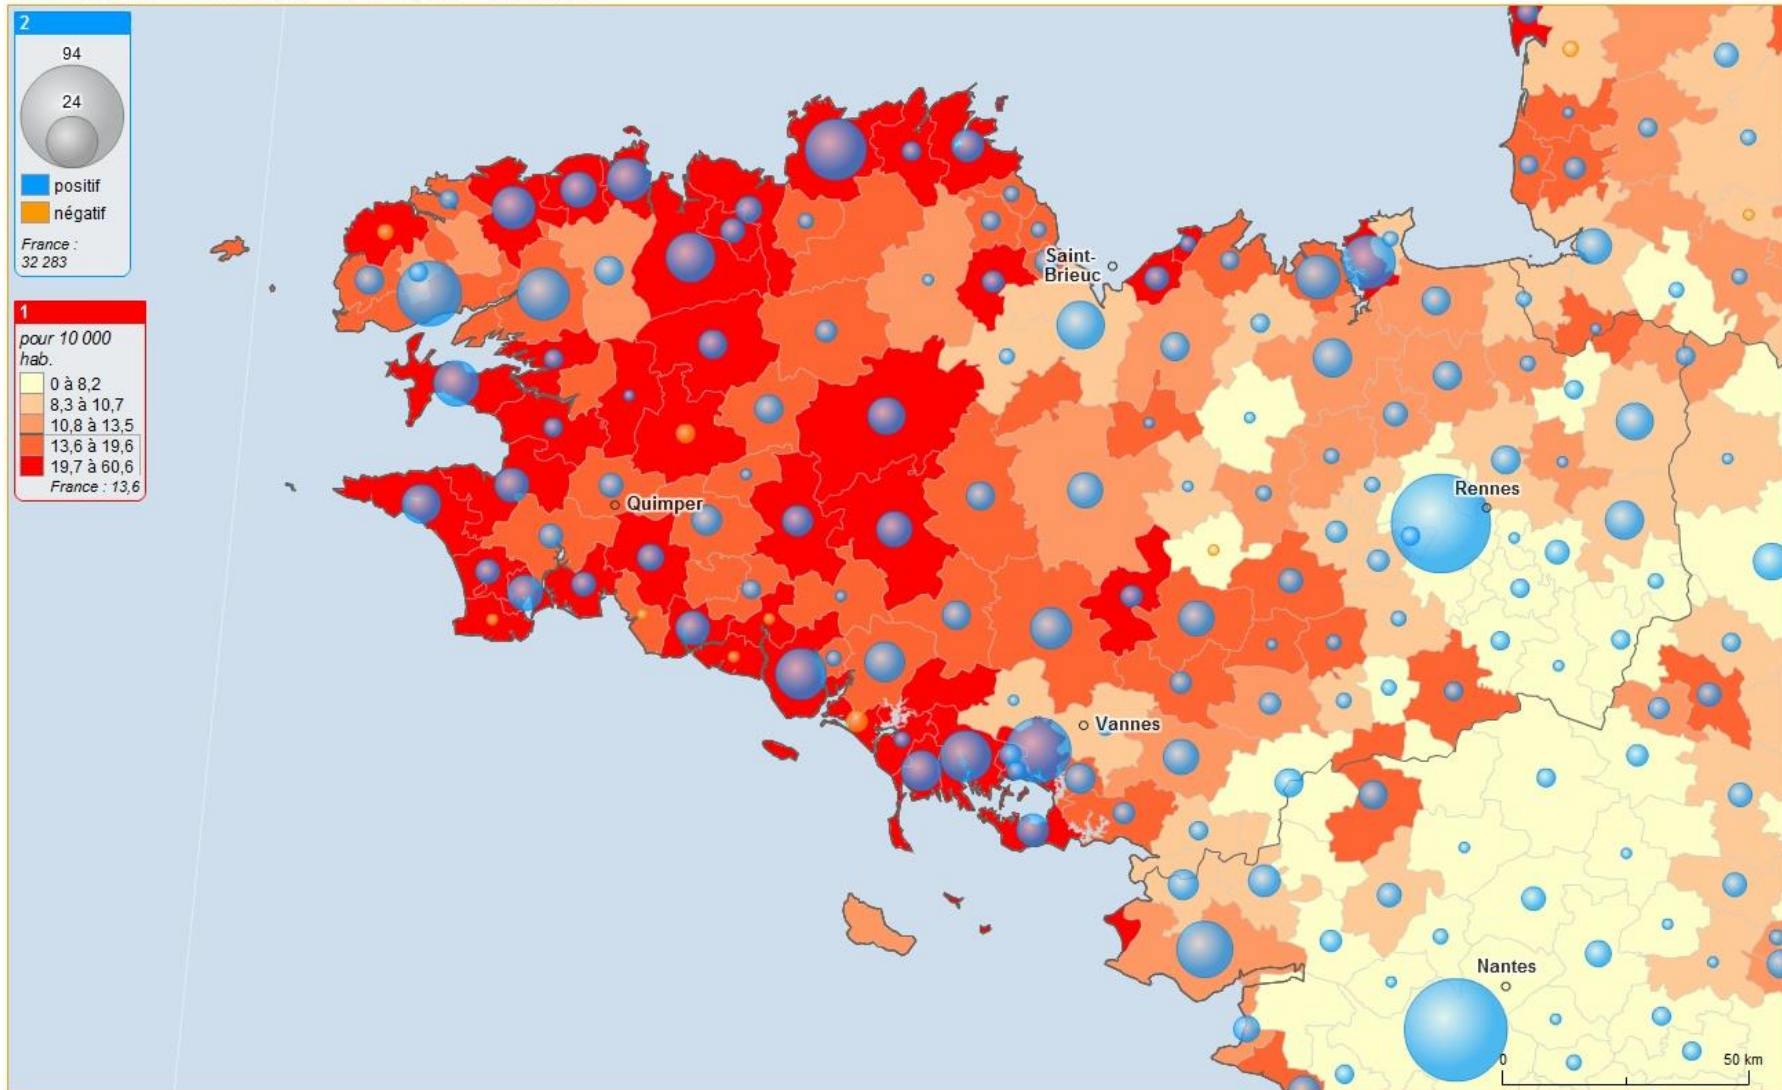 2
94
24
positif
négatif
France :
32 283
1
pour 10 000
hab.
0 à 8,2
8,3 à 10,7
10,8 à 13,5
13,6 à 19,6
19,7 à 60,6
France : 13,6
Saint-
Brieuc
Rennes
Quimper
Vannes
Nantes
0
50 km